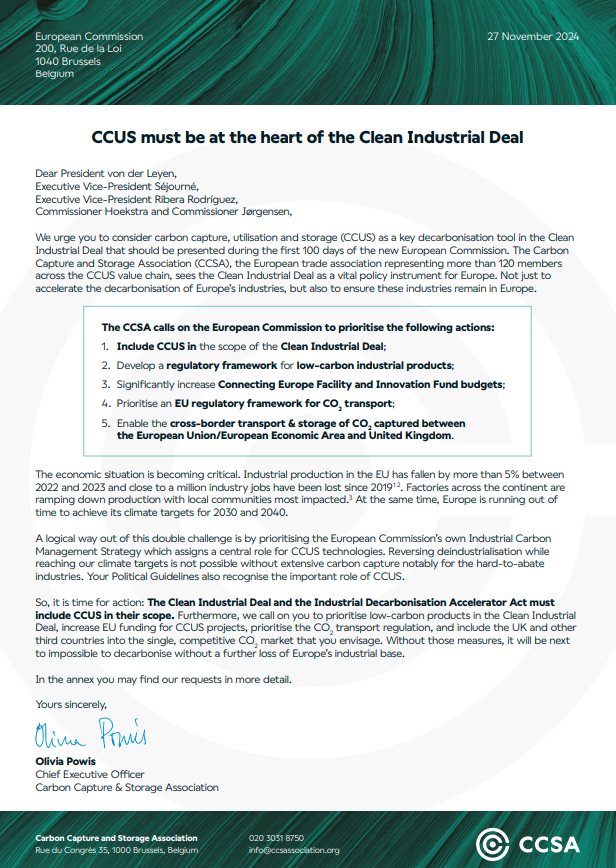 European Commission
200, Rue de la Loi
1040 Brussels
Belgium
27 November 2024
CCUS must be at the heart of the Clean Industrial Deal
Dear President von der Leyen,
Executive Vice-President Séjourné,
Executive Vice-President Ribera Rodríguez,
Commissioner Hoekstra and Commissioner Jørgensen,
We urge you to consider carbon capture, utilisation and storage (CCUS) as a key decarbonisation tool in the Clean
Industrial Deal that should be presented during the first 100 days of the new European Commission. The Carbon
Capture and Storage Association (CCSA), the European trade association representing more than 120 members
across the CCUS value chain, sees the Clean Industrial Deal as a vital policy instrument for Europe. Not just to
accelerate the decarbonisation of Europe's industries, but also to ensure these industries remain in Europe.
The CCSA calls on the European Commission to prioritise the following actions:
1. Include CCUS in the scope of the Clean Industrial Deal;
2. Develop a regulatory framework for low-carbon industrial products;
3. Significantly increase Connecting Europe Facility and Innovation Fund budgets;
4. Prioritise an EU regulatory framework for CO₂ transport;
5. Enable the cross-border transport & storage of CO₂ captured between
the European Union/European Economic Area and United Kingdom.
The economic situation is becoming critical. Industrial production in the EU has fallen by more than 5% between
2022 and 2023 and close to a million industry jobs have been lost since 2019¹ ². Factories across the continent are
ramping down production with local communities most impacted.³ At the same time, Europe is running out of
time to achieve its climate targets for 2030 and 2040.
A logical way out of this double challenge is by prioritising the European Commission's own Industrial Carbon
Management Strategy which assigns a central role for CCUS technologies. Reversing deindustrialisation while
reaching our climate targets is not possible without extensive carbon capture notably for the hard-to-abate
industries. Your Political Guidelines also recognise the important role of CCUS.
So, it is time for action: The Clean Industrial Deal and the Industrial Decarbonisation Accelerator Act must
include CCUS in their scope. Furthermore, we call on you to prioritise low-carbon products in the Clean Industrial
Deal, increase EU funding for CCUS projects, prioritise the CO₂ transport regulation, and include the UK and other
third countries into the single, competitive CO₂ market that you envisage. Without those measures, it will be next
to impossible to decarbonise without a further loss of Europe's industrial base.
In the annex you may find our requests in more detail.
Yours sincerely,
Olivia Powis
Olivia Powis
Chief Executive Officer
Carbon Capture & Storage Association
Carbon Capture and Storage Association
Rue du Congrès 35, 1000 Brussels, Belgium
020 3031 8750
info@ccsassociation.org
CCSA